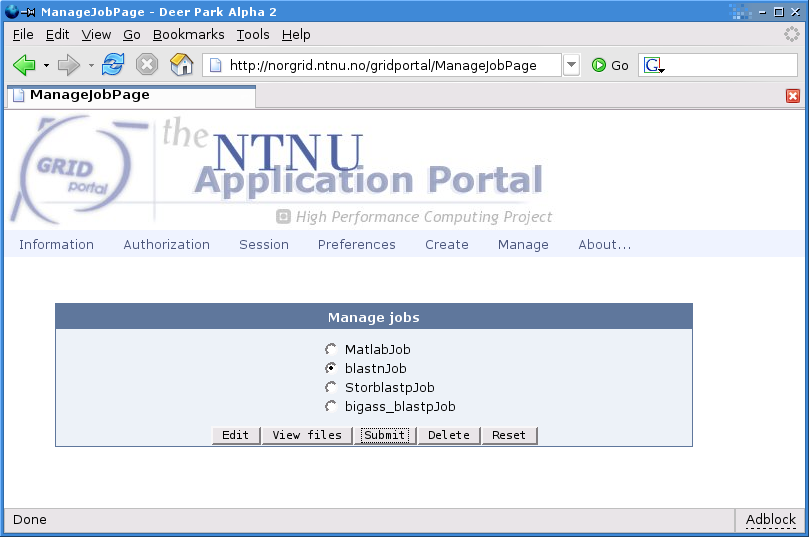 ManageJobPage - Deer Park Alpha 2
File Edit View Go Bookmarks Tools Help
http://norgrid.ntnu.no/gridportal/ManageJobPage Go G
ManageJobPage
the NTNU
GRID portal
Application Portal
High Performance Computing Project
Information Authorization Session Preferences Create Manage About...
Manage jobs
MatlabJob
blastnJob
StorblastpJob
bigass_blastpJob
Edit View files Submit Delete Reset
Done Adblock